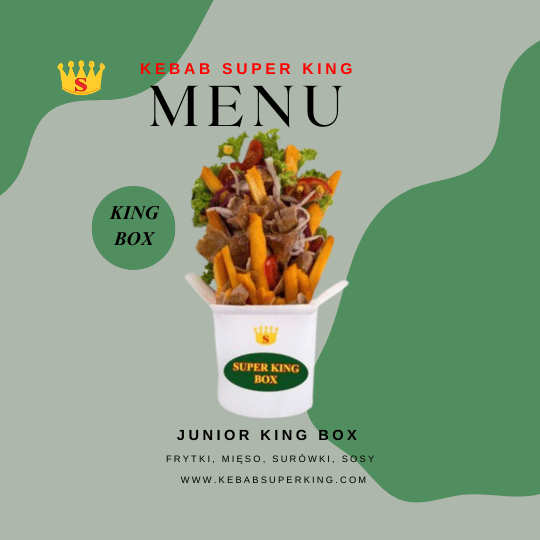 KEBAB SUPER KING
S
MENU
KING
BOX
S
SUPER KING
BOX
JUNIOR KING BOX
FRYTKI, MIĘSO, SURÓWKI, SOSY
WWW.KEBABSUPERKING.COM